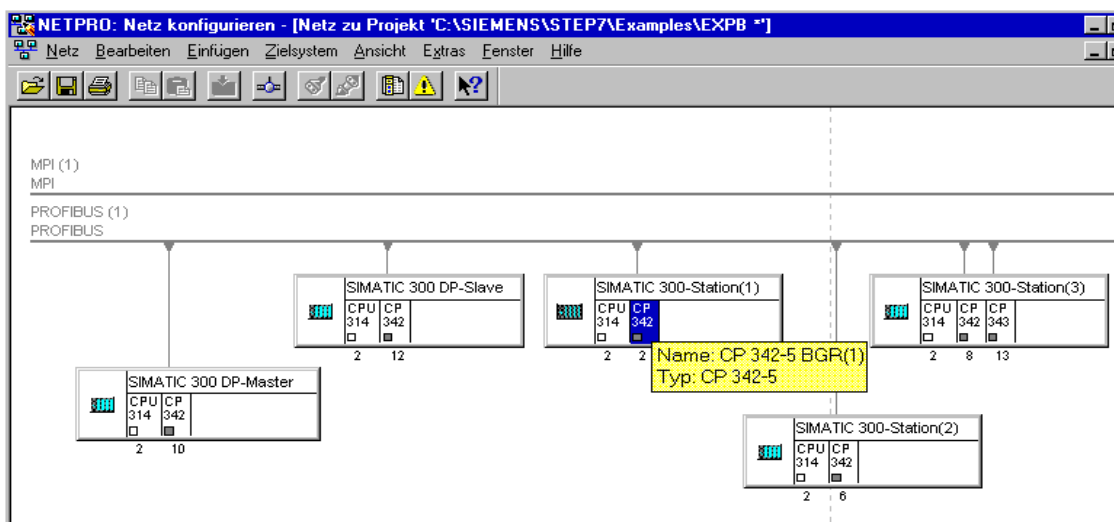 NETPRO: Netz konfigurieren - [Netz zu Projekt 'C:\SIEMENS\STEP7\Examples\EXPB *']
Netz Bearbeiten Einfügen Zielsystem Ansicht Extras Fenster Hilfe
MPI (1)
MPI
PROFIBUS (1)
PROFIBUS
SIMATIC 300 DP-Slave
CPU 314 CP 342
2 12
SIMATIC 300-Station(1)
CPU 314 CP 342
2 2
Name: CP 342-5 BGR(1)
Typ: CP 342-5
SIMATIC 300-Station(3)
CPU 314 CP 342 CP 343
2 8 13
SIMATIC 300 DP-Master
CPU 314 CP 342
2 10
SIMATIC 300-Station(2)
CPU 314 CP 342
2 6